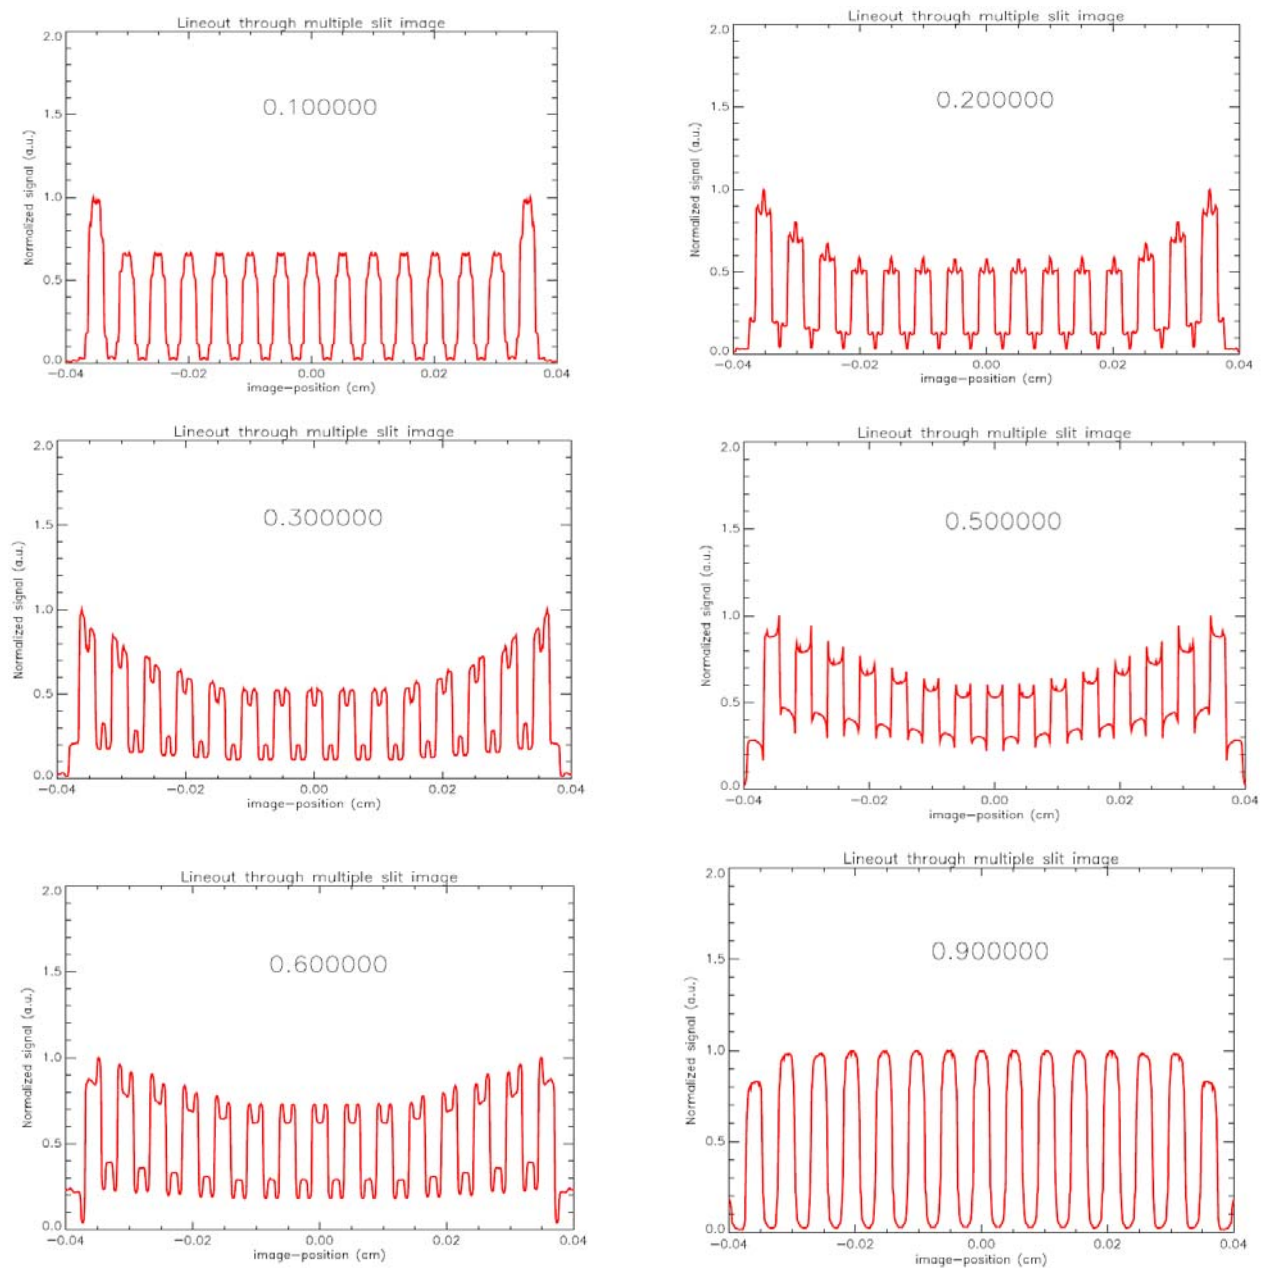 Lineout through multiple slit image
0.100000
Normalized signal (a.u.)
2.0
1.5
1.0
0.5
0.0
−0.04 −0.02 0.00 0.02 0.04
image−position (cm)
Lineout through multiple slit image
0.200000
Normalized signal (a.u.)
2.0
1.5
1.0
0.5
0.0
−0.04 −0.02 0.00 0.02 0.04
image−position (cm)
Lineout through multiple slit image
0.300000
Normalized signal (a.u.)
2.0
1.5
1.0
0.5
0.0
−0.04 −0.02 0.00 0.02 0.04
image−position (cm)
Lineout through multiple slit image
0.500000
Normalized signal (a.u.)
2.0
1.5
1.0
0.5
0.0
−0.04 −0.02 0.00 0.02 0.04
image−position (cm)
Lineout through multiple slit image
0.600000
Normalized signal (a.u.)
2.0
1.5
1.0
0.5
0.0
−0.04 −0.02 0.00 0.02 0.04
image−position (cm)
Lineout through multiple slit image
0.900000
Normalized signal (a.u.)
2.0
1.5
1.0
0.5
0.0
−0.04 −0.02 0.00 0.02 0.04
image−position (cm)